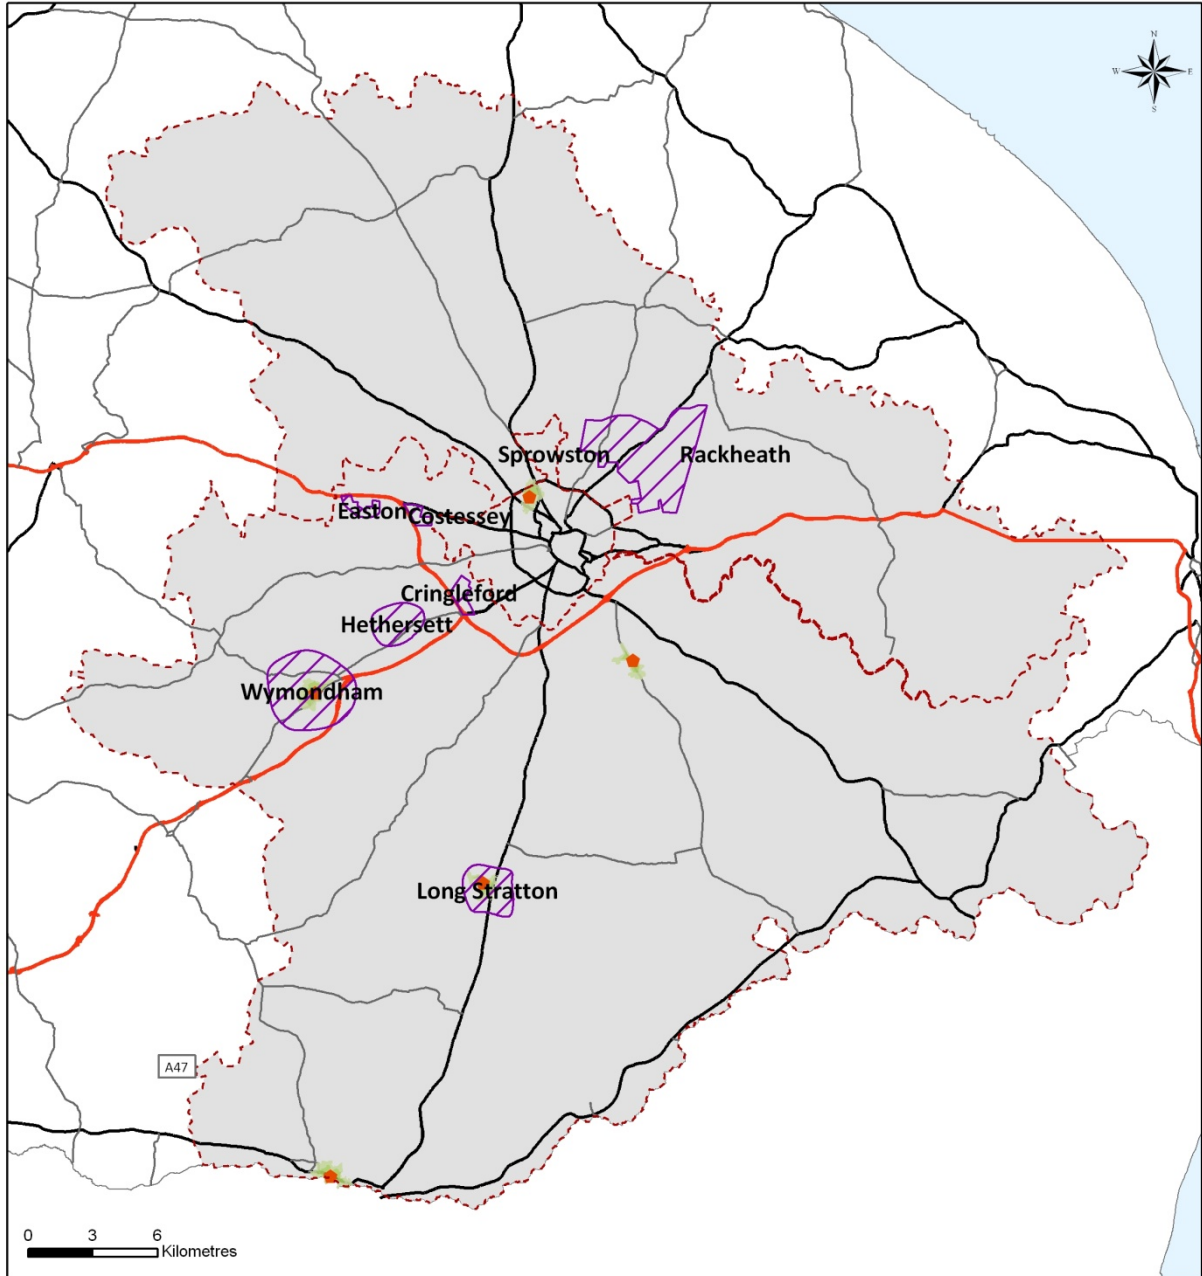 N
W E
S
Sprowston
Rackheath
Easton
Costessey
Cringleford
Hethersett
Wymondham
Long Stratton
A47
0 3 6
Kilometres